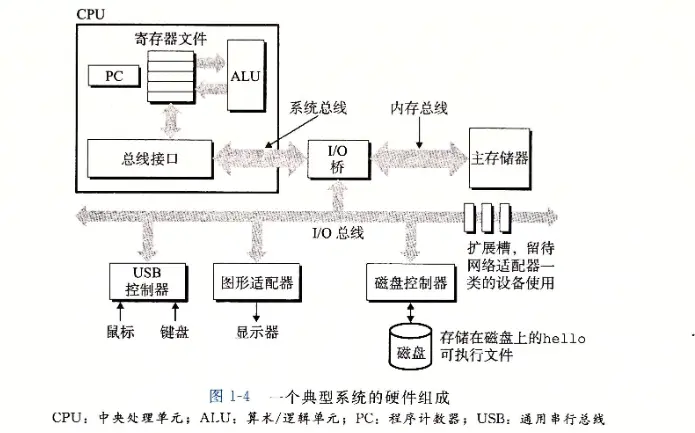 CPU
寄存器文件
PC
ALU
系统总线
内存总线
总线接口
I/O
桥
主存储器
I/O 总线
扩展槽，留待
网络适配器一
类的设备使用
USB
控制器
图形适配器
磁盘控制器
鼠标
键盘
显示器
磁盘
存储在磁盘上的hello
可执行文件
图 1-4 一个典型系统的硬件组成
CPU：中央处理单元；ALU：算术/逻辑单元；PC：程序计数器；USB：通用串行总线